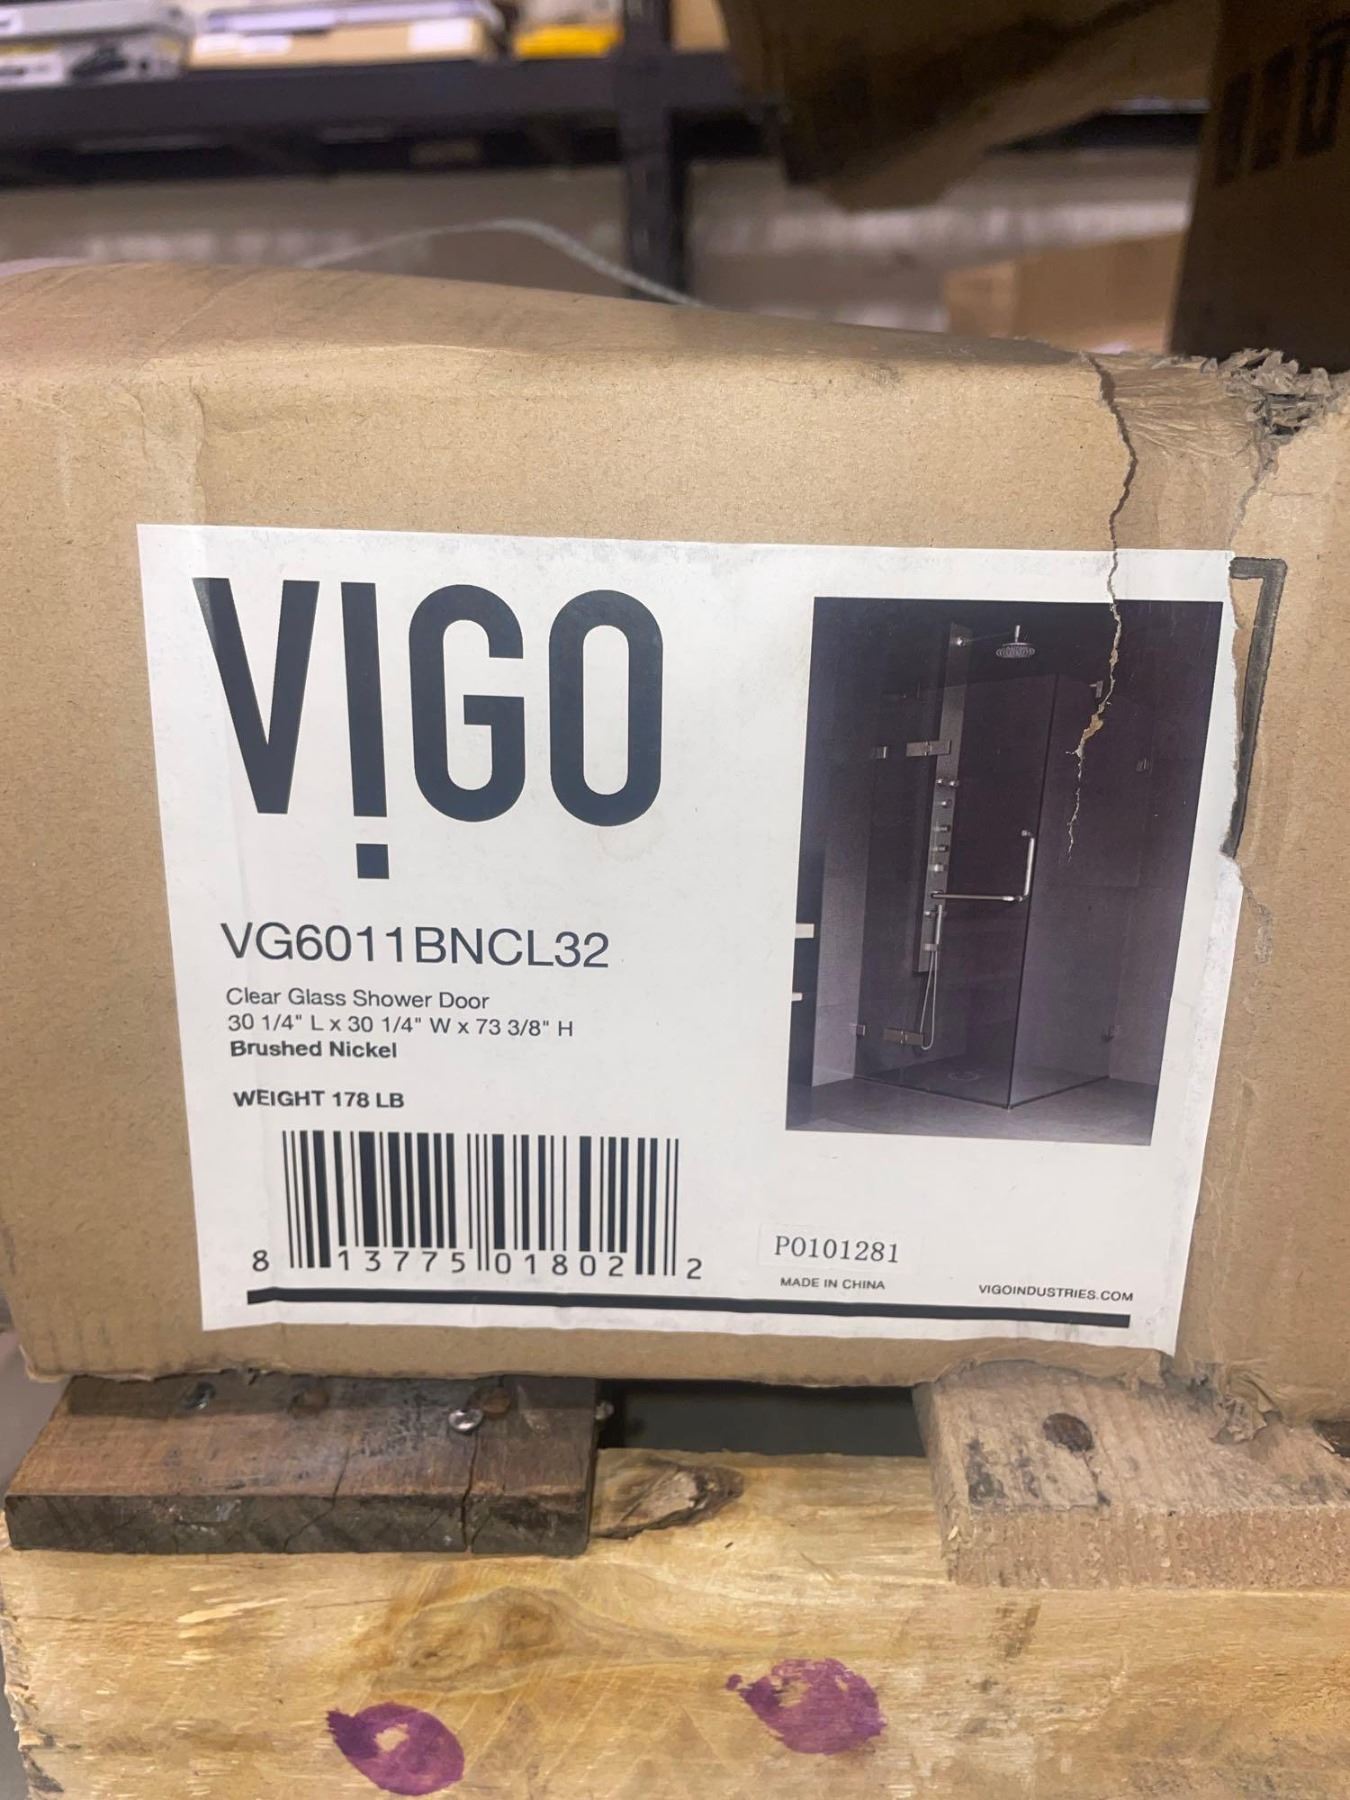 VIGO
VG6011BNCL32
Clear Glass Shower Door
30 1/4" L x 30 1/4" W x 73 3/8" H
Brushed Nickel
WEIGHT 178 LB
8 13775 01802 2
P0101281
MADE IN CHINA
VIGOINDUSTRIES.COM